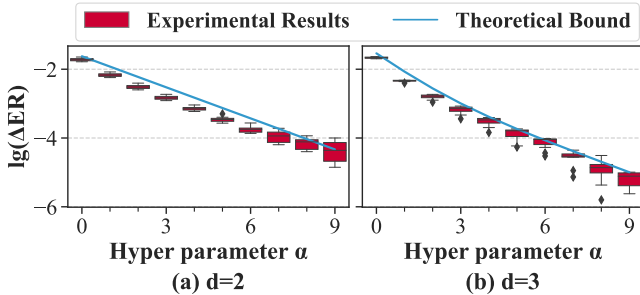 Experimental Results Theoretical Bound
lg(ΔER)
−2
−4
−6
0 3 6 9
Hyper parameter α
(a) d=2
0 3 6 9
Hyper parameter α
(b) d=3